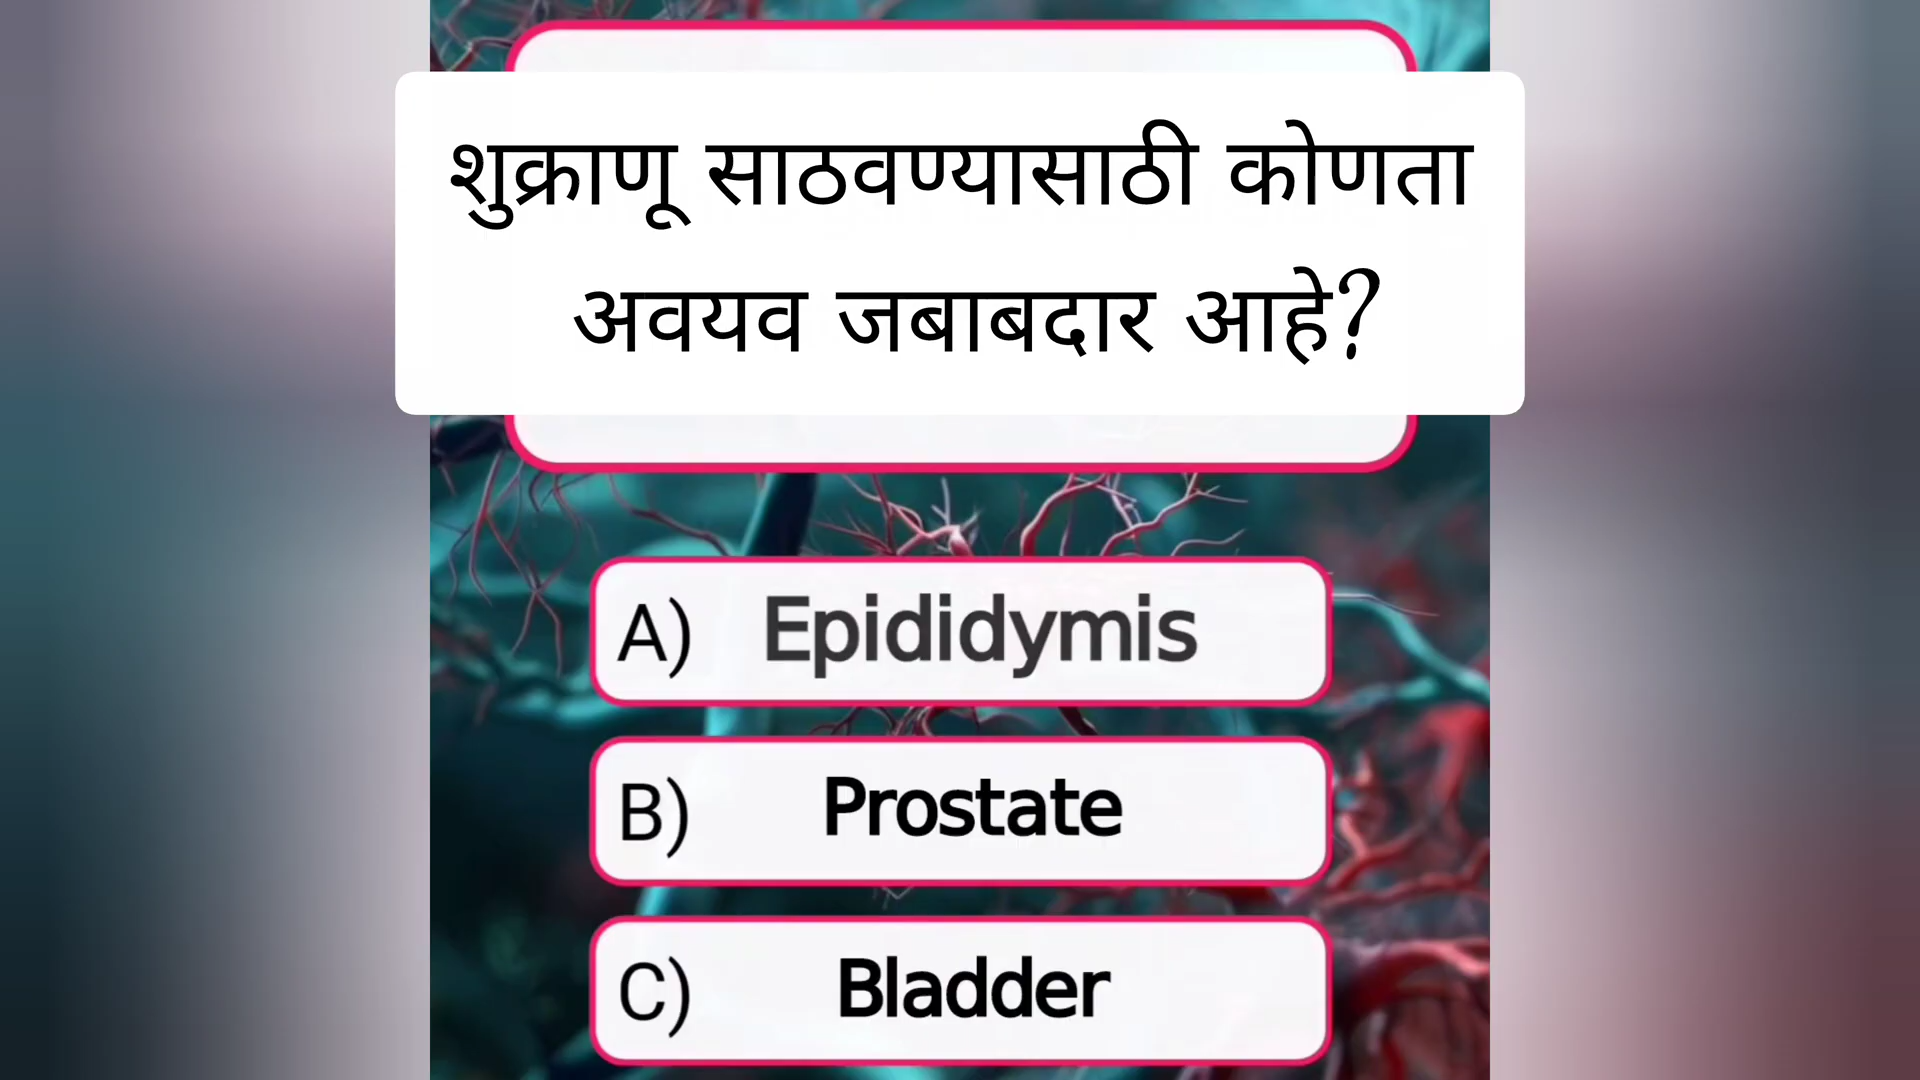 शुक्राणू साठवण्यासाठी कोणता
अवयव जबाबदार आहे?
A) Epididymis
B) Prostate
C) Bladder